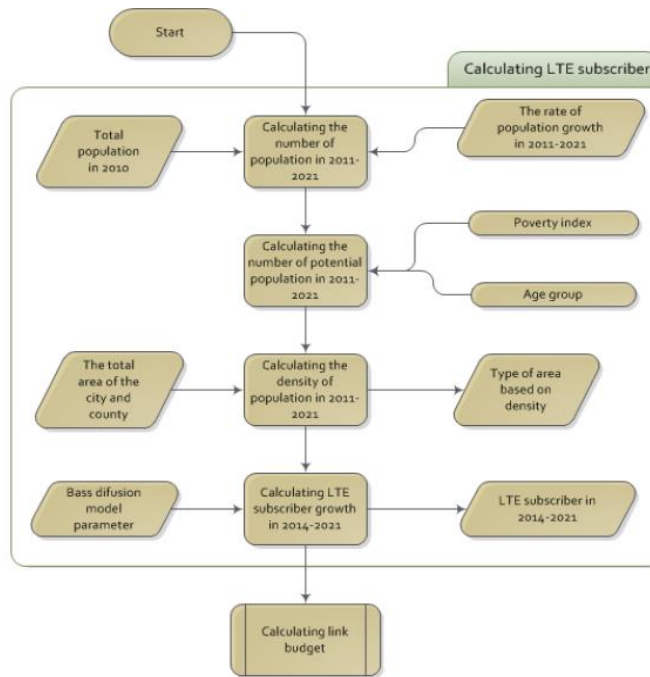 Start
Calculating LTE subscriber
Total
population
in 2010
Calculating the
number of
population in 2011-
2021
The rate of
population growth
in 2011-2021
Calculating the
number of potential
population in 2011-
2021
Poverty index
Age group
The total
area of the
city and
county
Calculating the
density of
population in 2011-
2021
Type of area
based on
density
Bass difusion
model
parameter
Calculating LTE
subscriber growth
in 2014-2021
LTE subscriber in
2014-2021
Calculating link
budget